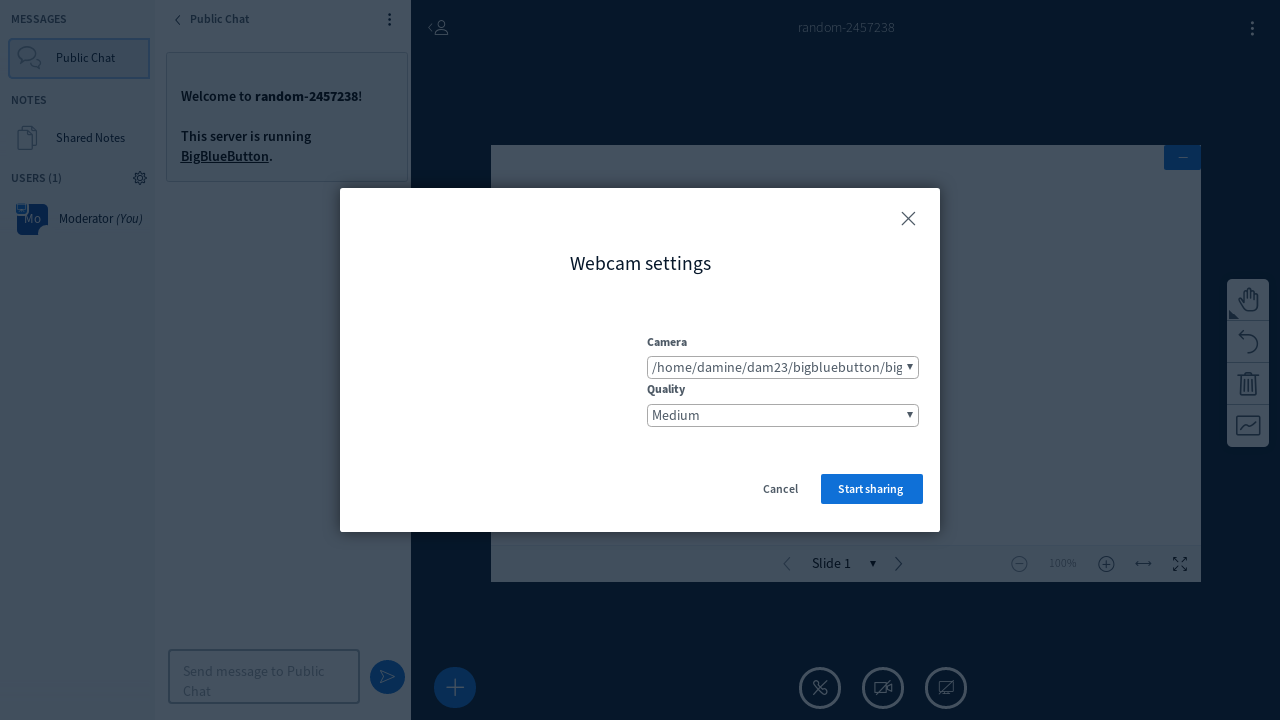 MESSAGES
Public Chat
NOTES
Shared Notes
USERS (1)
Mo
Moderator (You)
Public Chat
Welcome to random-2457238!
This server is running
BigBlueButton.
Send message to Public
Chat
random-2457238
Webcam settings
Camera
/home/damine/dam23/bigbluebutton/big
Quality
Medium
Cancel
Start sharing
Slide 1
100%